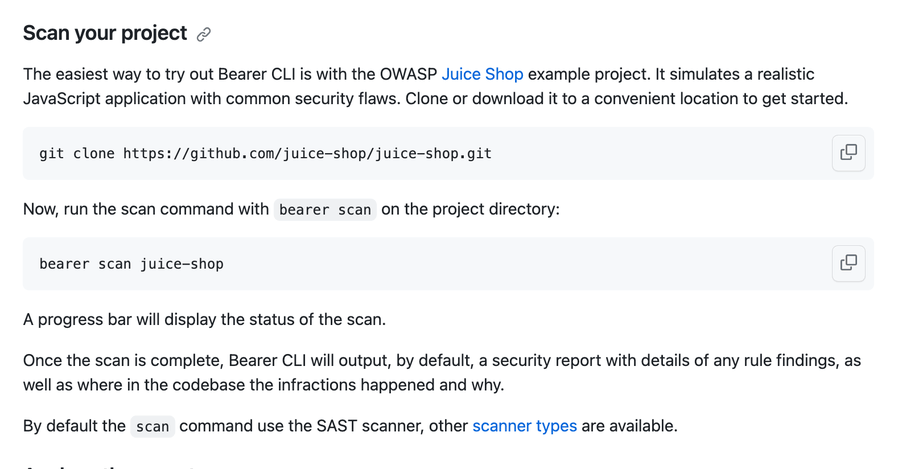 Scan your project
The easiest way to try out Bearer CLI is with the OWASP Juice Shop example project. It simulates a realistic
JavaScript application with common security flaws. Clone or download it to a convenient location to get started.
git clone https://github.com/juice-shop/juice-shop.git
Now, run the scan command with bearer scan on the project directory:
bearer scan juice-shop
A progress bar will display the status of the scan.
Once the scan is complete, Bearer CLI will output, by default, a security report with details of any rule findings, as
well as where in the codebase the infractions happened and why.
By default the scan command use the SAST scanner, other scanner types are available.